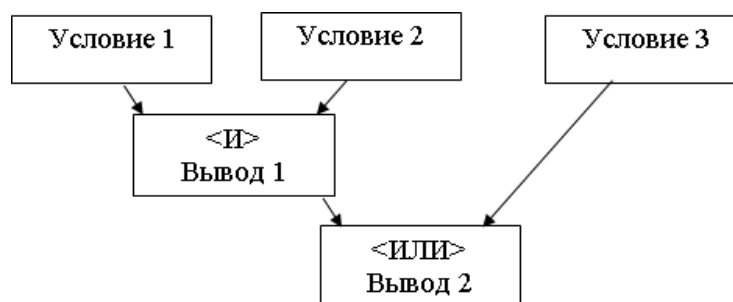 Условие 1
Условие 2
Условие 3
<И>
Вывод 1
<ИЛИ>
Вывод 2